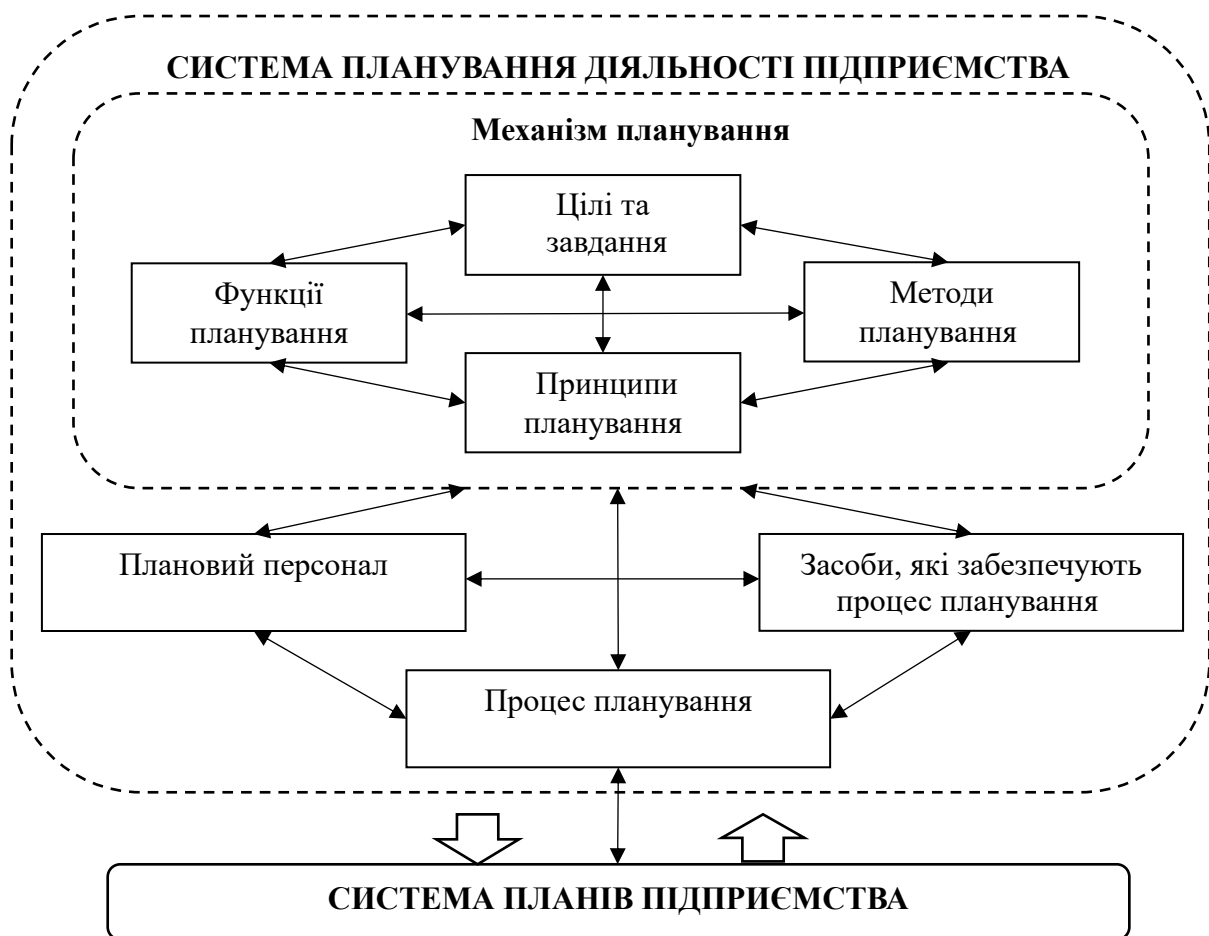 СИСТЕМА ПЛАНУВАННЯ ДІЯЛЬНОСТІ ПІДПРИЄМСТВА
Механізм планування
Цілі та
завдання
Функції
планування
Методи
планування
Принципи
планування
Плановий персонал
Засоби, які забезпечують
процес планування
Процес планування
СИСТЕМА ПЛАНІВ ПІДПРИЄМСТВА